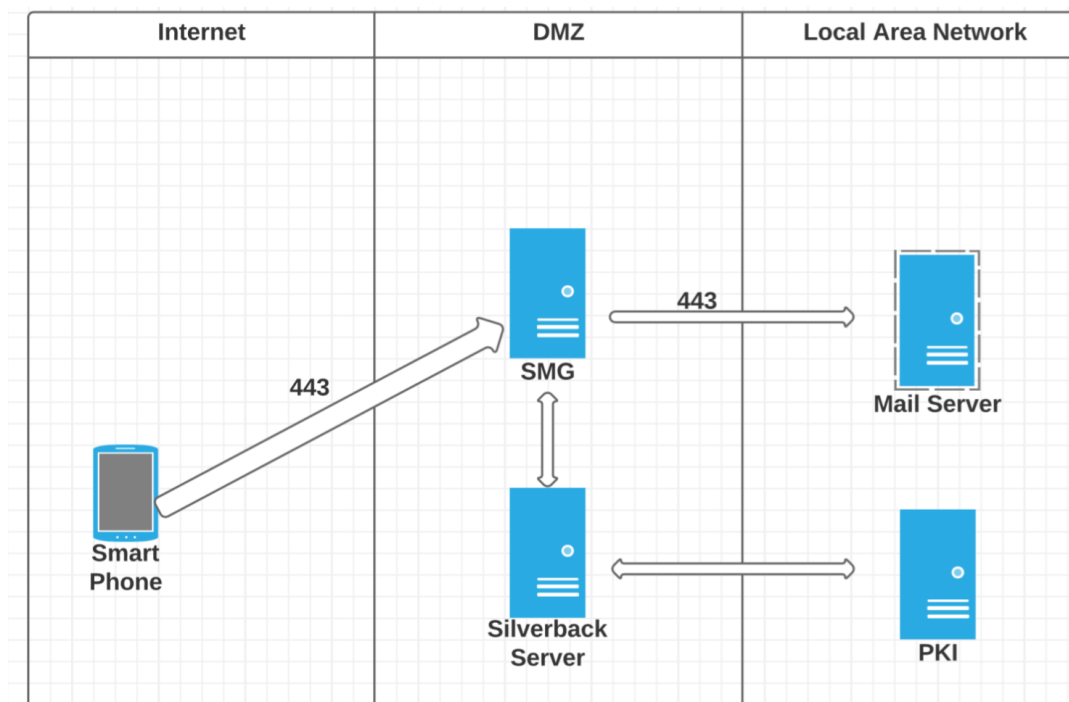 Internet
DMZ
Local Area Network
443
SMG
443
Mail Server
Smart
Phone
Silverback
Server
PKI